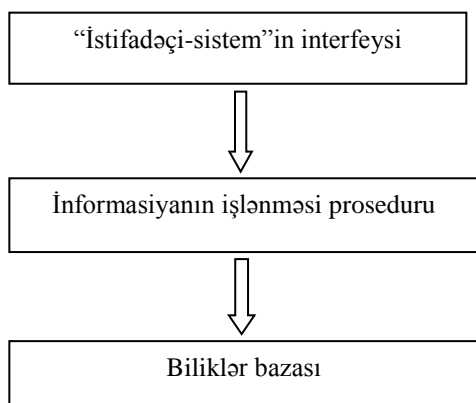 “İstifadəçi-sistem”in interfeysi
İnformasiyanın işlənməsi proseduru
Biliklər bazası